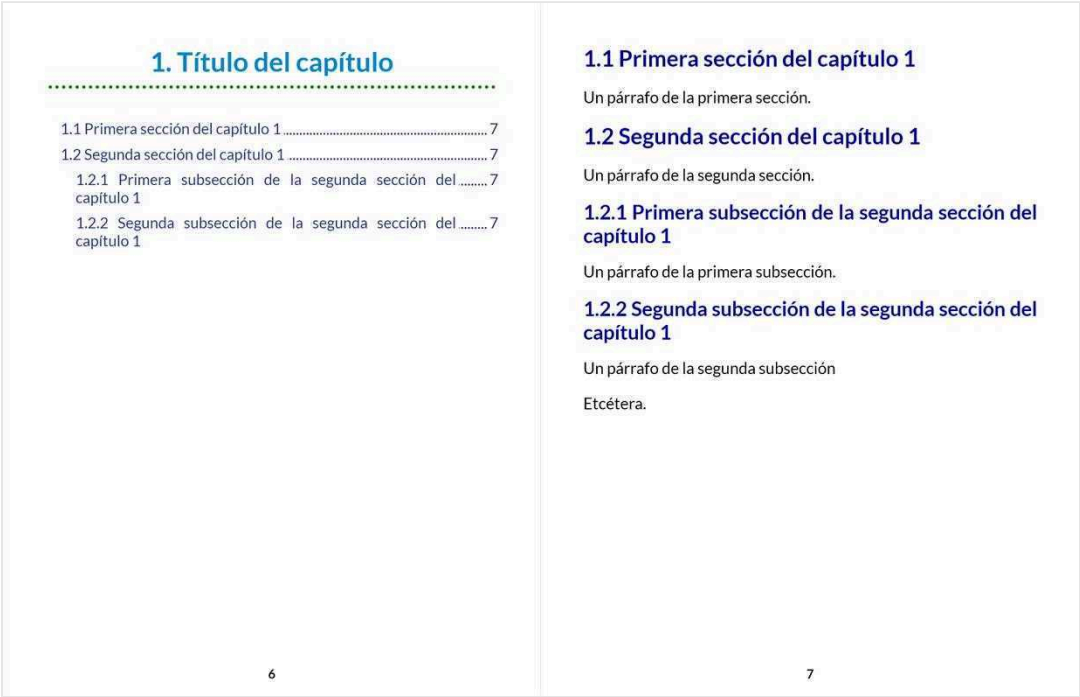 1. Título del capítulo
1.1 Primera sección del capítulo 1 7
1.2 Segunda sección del capítulo 1 7
1.2.1 Primera subsección de la segunda sección del 7
capítulo 1
1.2.2 Segunda subsección de la segunda sección del 7
capítulo 1
6
1.1 Primera sección del capítulo 1
Un párrafo de la primera sección.
1.2 Segunda sección del capítulo 1
Un párrafo de la segunda sección.
1.2.1 Primera subsección de la segunda sección del
capítulo 1
Un párrafo de la primera subsección.
1.2.2 Segunda subsección de la segunda sección del
capítulo 1
Un párrafo de la segunda subsección
Etcétera.
7